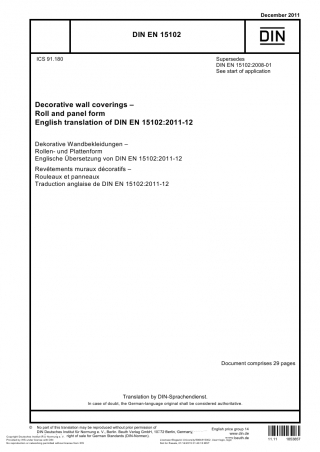 December 2011
DIN EN 15102
DIN
ICS 91.180
Supersedes
DIN EN 15102:2008-01
See start of application
Decorative wall coverings –
Roll and panel form
English translation of DIN EN 15102:2011-12
Dekorative Wandbekleidungen –
Rollen- und Plattenform
Englische Übersetzung von DIN EN 15102:2011-12
Revêtements muraux décoratifs –
Rouleaux et panneaux
Traduction anglaise de DIN EN 15102:2011-12
Document comprises 29 pages
Translation by DIN-Sprachendienst.
In case of doubt, the German-language original shall be considered authoritative.
No part of this translation may be reproduced without prior permission of
DIN Deutsches Institut für Normung e. V., Berlin. Beuth Verlag GmbH, 10772 Berlin, Germany,
right of sale for German Standards (DIN-Normen).
English price group 14
www.din.de
www.beuth.de
11.11